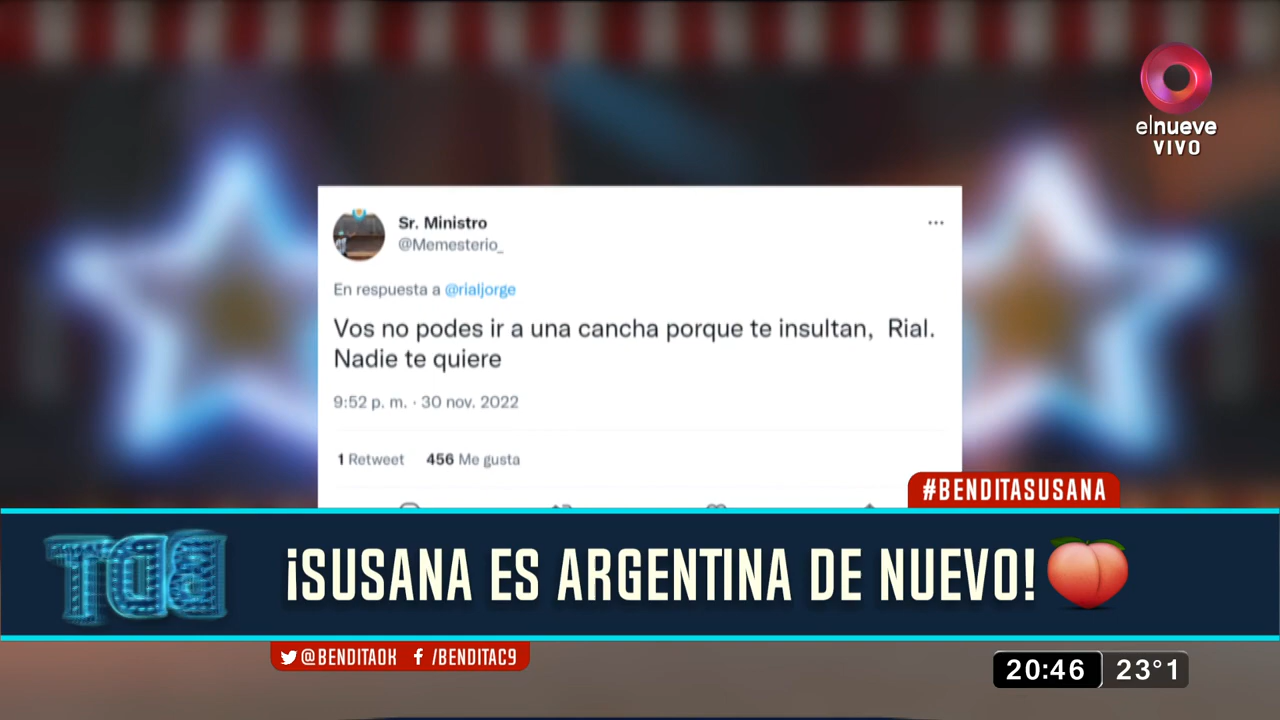 elnueve
VIVO
Sr. Ministro
@Memesterio_
En respuesta a @rialjorge
Vos no podes ir a una cancha porque te insultan, Rial.
Nadie te quiere
9:52 p. m. · 30 nov. 2022
1 Retweet 456 Me gusta
#BENDITASUSANA
¡SUSANA ES ARGENTINA DE NUEVO!
@BENDITAOK /BENDITAC9
20:46 23°1